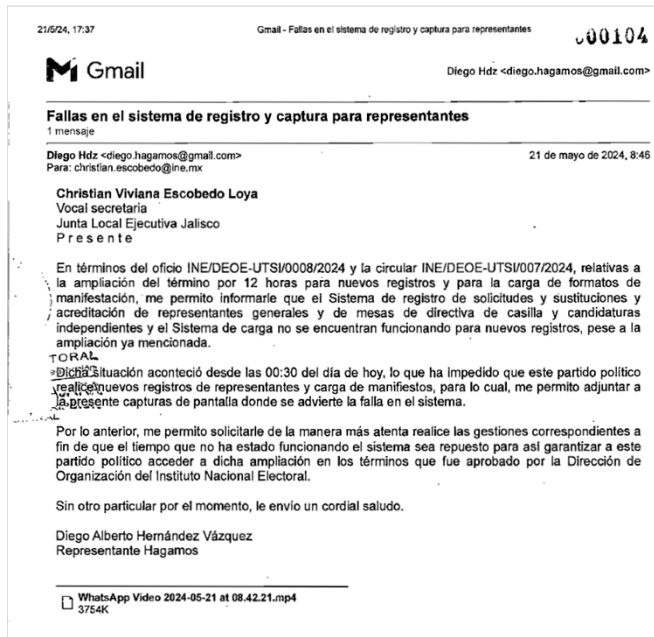 21/5/24, 17:37
Gmail - Fallas en el sistema de registro y captura para representantes
000104
Gmail
Diego Hdz <diego.hagamos@gmail.com>
Fallas en el sistema de registro y captura para representantes
1 mensaje
Diego Hdz <diego.hagamos@gmail.com>
21 de mayo de 2024, 8:46
Para: christian.escobedo@ine.mx
Christian Viviana Escobedo Loya
Vocal secretaria
Junta Local Ejecutiva Jalisco
P r e s e n t e
En términos del oficio INE/DEOE-UTSI/0008/2024 y la circular INE/DEOE-UTSI/007/2024, relativas a
la ampliación del término por 12 horas para nuevos registros y para la carga de formatos de
manifestación, me permito informarle que el Sistema de registro de solicitudes y sustituciones y
acreditación de representantes generales y de mesas de directiva de casilla y candidaturas
independientes y el Sistema de carga no se encuentran funcionando para nuevos registros, pese a la
ampliación ya mencionada.
TORAL
Dicha situación aconteció desde las 00:30 del día de hoy, lo que ha impedido que este partido político
realice nuevos registros de representantes y carga de manifiestos, para lo cual, me permito adjuntar a
la presente capturas de pantalla donde se advierte la falla en el sistema.
Por lo anterior, me permito solicitarle de la manera más atenta realice las gestiones correspondientes a
fin de que el tiempo que no ha estado funcionando el sistema sea repuesto para así garantizar a este
partido político acceder a dicha ampliación en los términos que fue aprobado por la Dirección de
Organización del Instituto Nacional Electoral.
Sin otro particular por el momento, le envío un cordial saludo.
Diego Alberto Hernández Vázquez
Representante Hagamos
WhatsApp Video 2024-05-21 at 08.42.21.mp4
3754K